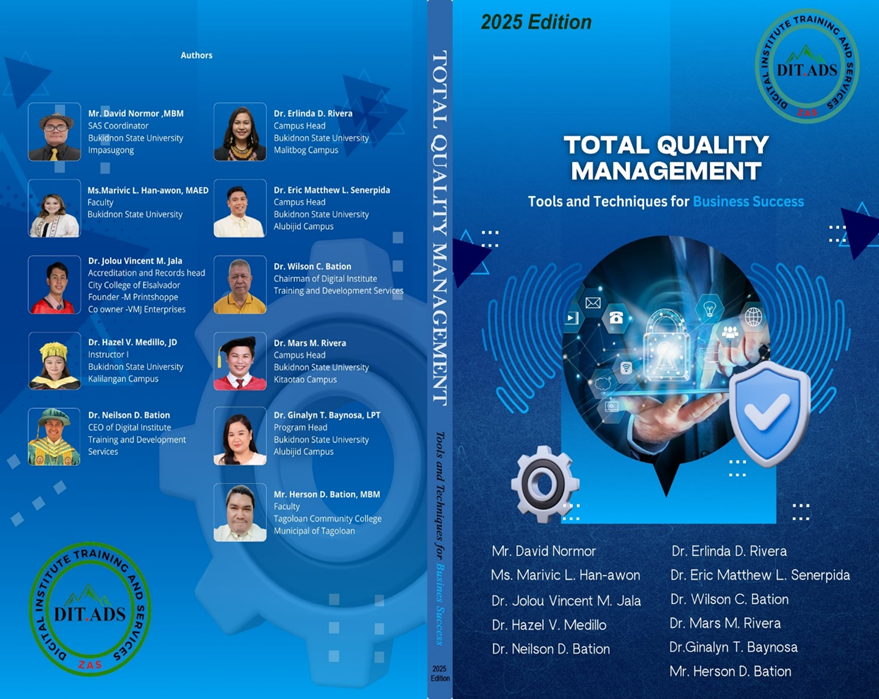 Authors
Mr. David Normor ,MBM
SAS Coordinator
Bukidnon State University
Impasugong
Ms.Marivic L. Han-awon, MAED
Faculty
Bukidnon State University
Dr. Jolou Vincent M. Jala
Accreditation and Records head
City College of Elsalvador
Founder -M Printshoppe
Co owner -VMJ Enterprises
Dr. Hazel V. Medillo, JD
Instructor I
Bukidnon State University
Kalilangan Campus
Dr. Neilson D. Bation
CEO of Digital Institute
Training and Development
Services
Dr. Erlinda D. Rivera
Campus Head
Bukidnon State University
Malitbog Campus
Dr. Eric Matthew L. Senerpida
Campus Head
Bukidnon State University
Alubijid Campus
Dr. Wilson C. Bation
Chairman of Digital Institute
Training and Development Services
Dr. Mars M. Rivera
Campus Head
Bukidnon State University
Kitaotao Campus
Dr. Ginalyn T. Baynosa, LPT
Program Head
Bukidnon State University
Alubijid Campus
Mr. Herson D. Bation, MBM
Faculty
Tagoloan Community College
Municipal of Tagoloan
DIGITAL INSTITUTE TRAINING AND SERVICES
DIT.ADS
ZAS
TOTAL QUALITY MANAGEMENT
Tools and Techniques for Busines Success
2025
Edition
2025 Edition
DIGITAL INSTITUTE TRAINING AND SERVICES
DIT.ADS
ZAS
TOTAL QUALITY
MANAGEMENT
Tools and Techniques for Business Success
Mr. David Normor
Ms. Marivic L. Han-awon
Dr. Jolou Vincent M. Jala
Dr. Hazel V. Medillo
Dr. Neilson D. Bation
Dr. Erlinda D. Rivera
Dr. Eric Matthew L. Senerpida
Dr. Wilson C. Bation
Dr. Mars M. Rivera
Dr.Ginalyn T. Baynosa
Mr. Herson D. Bation